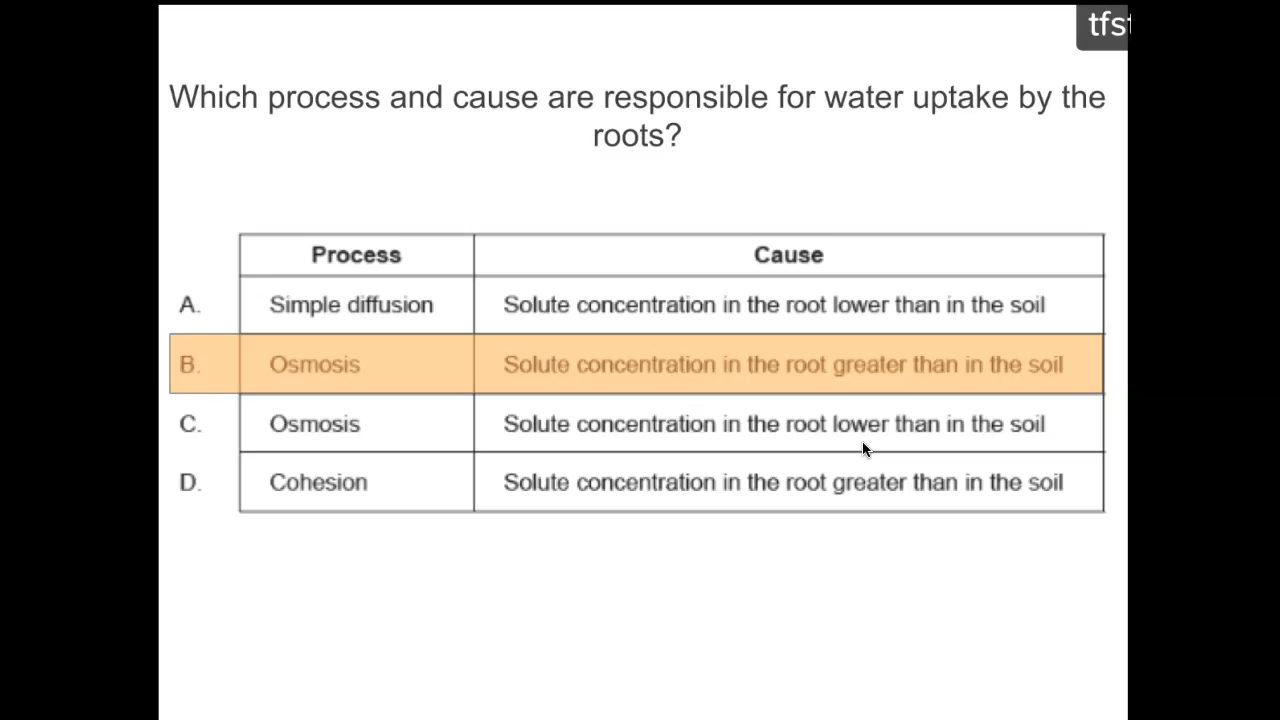 tfst
Which process and cause are responsible for water uptake by the
roots?
Process Cause
A. Simple diffusion Solute concentration in the root lower than in the soil
B. Osmosis Solute concentration in the root greater than in the soil
C. Osmosis Solute concentration in the root lower than in the soil
D. Cohesion Solute concentration in the root greater than in the soil